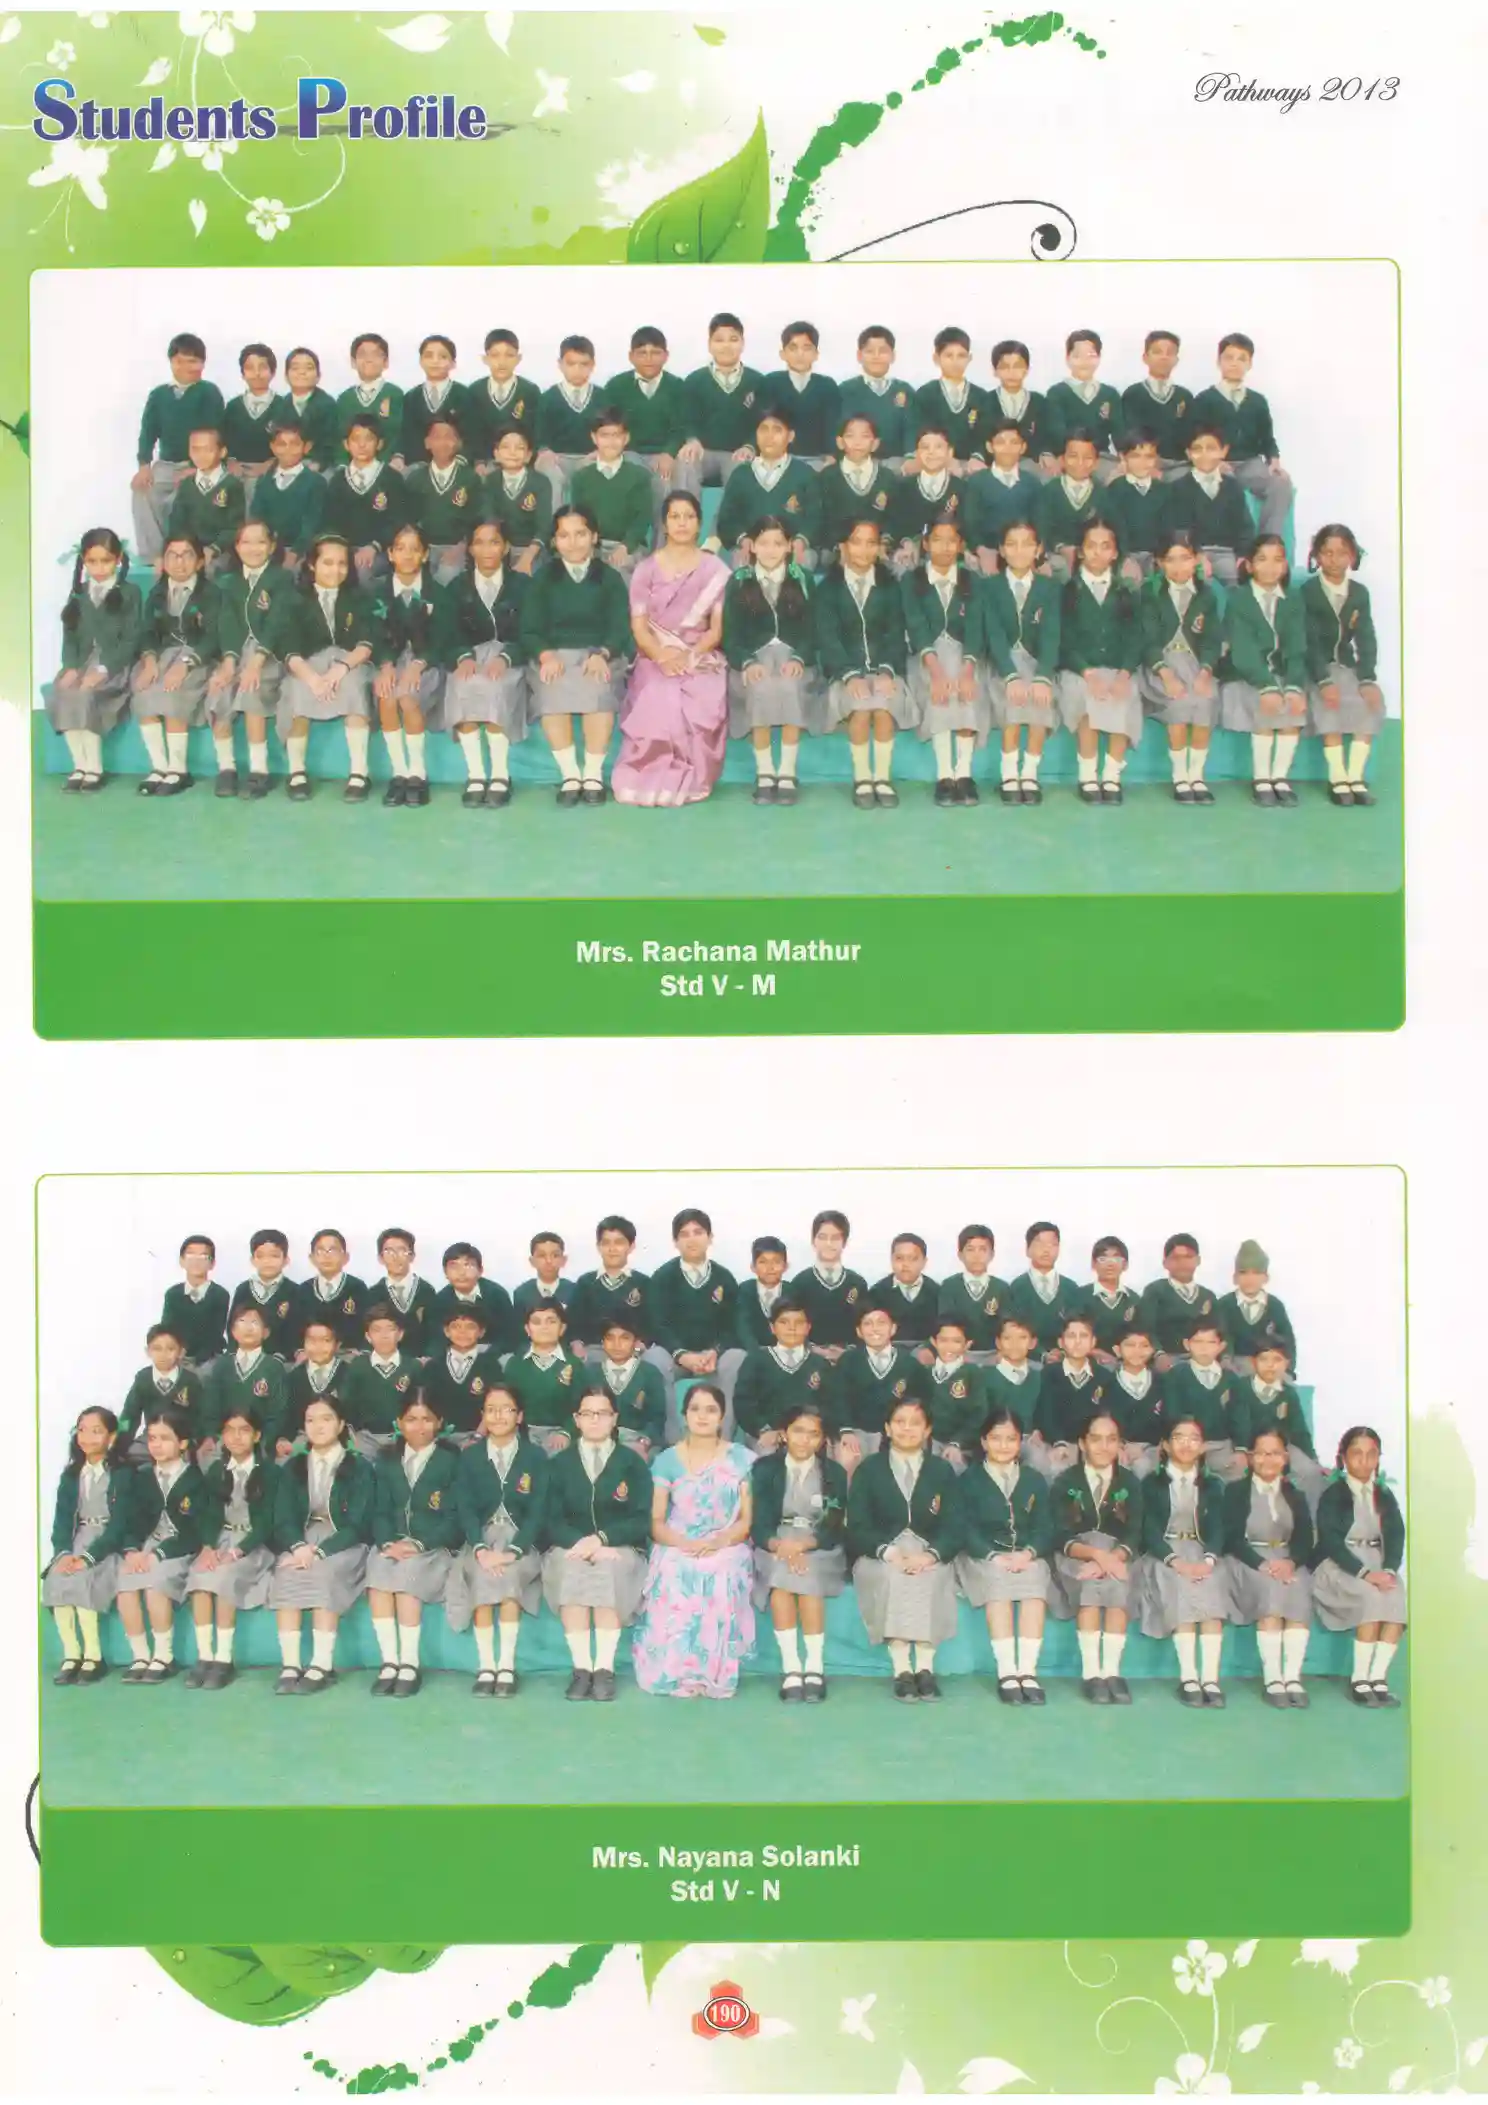 Students Profile
Pathways 2013
Mrs. Rachana Mathur
Std V - M
Mrs. Nayana Solanki
Std V - N
190